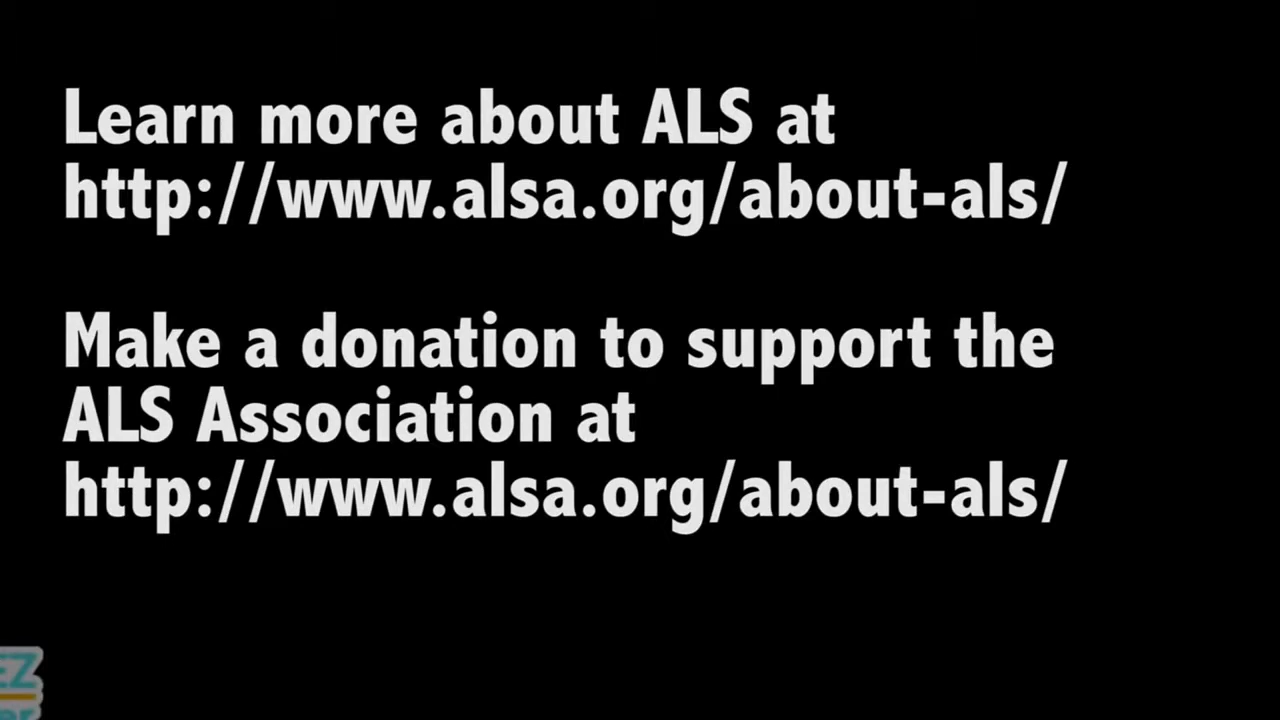 Learn more about ALS at
http://www.alsa.org/about-als/
Make a donation to support the
ALS Association at
http://www.alsa.org/about-als/
EZ